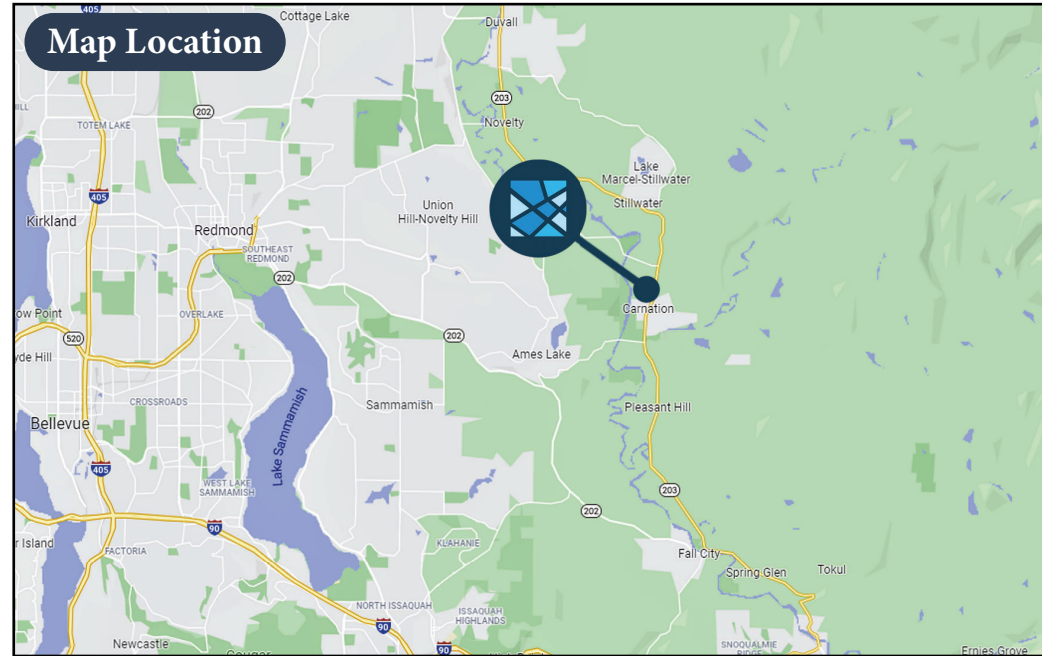 Map Location
405
Cottage Lake
Duvall
202
203
Novelty
TOTEM LAKE
Lake
Marcel-Stillwater
Stillwater
405
Union
Hill-Novelty Hill
Kirkland
Redmond
SOUTHEAST
REDMOND
202
Carnation
ow Point
OVERLAKE
520
202
yde Hill
Ames Lake
CROSSROADS
Sammamish
Pleasant Hill
Bellevue
Lake Sammamish
405
WEST LAKE
SAMMAMISH
203
202
90
r Island
FACTORIA
KLAHANIE
Fall City
Spring Glen
Tokul
NORTH ISSAQUAH
ISSAQUAH
HIGHLANDS
90
Newcastle
90
SNOQUALMIE
RIDGE
Ernies Grove